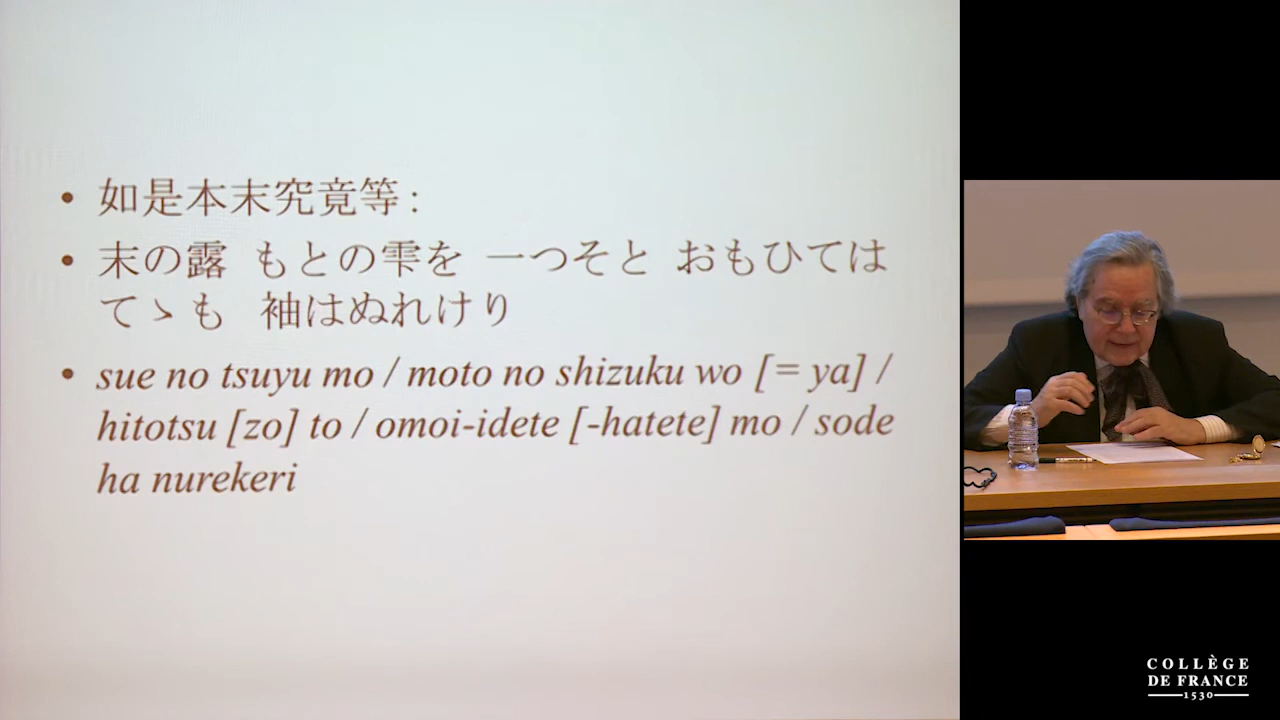 • 如是本末究竟等 :
• 末の露 もとの雫を 一つそと おもひては
てゝも 袖はぬれけり
• sue no tsuyu mo / moto no shizuku wo [= ya] /
hitotsu [zo] to / omoi-idete [-hatete] mo / sode
ha nurekeri
COLLÈGE
DE FRANCE
1530